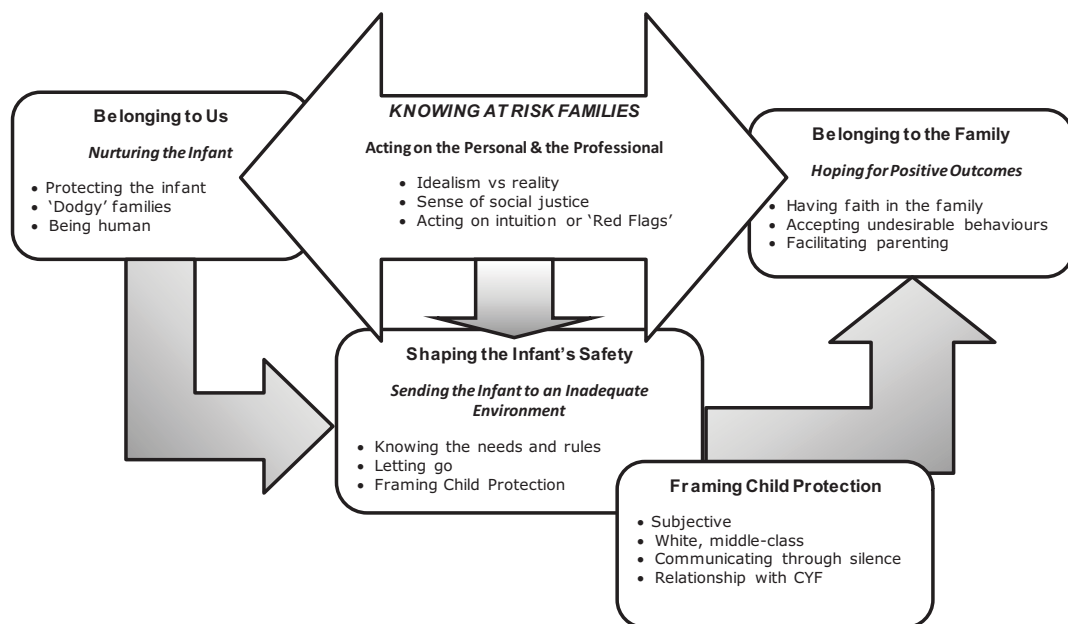 Belonging to Us
Nurturing the Infant
• Protecting the infant
• ‘Dodgy’ families
• Being human
KNOWING AT RISK FAMILIES
Acting on the Personal & the Professional
• Idealism vs reality
• Sense of social justice
• Acting on intuition or ‘Red Flags’
Belonging to the Family
Hoping for Positive Outcomes
• Having faith in the family
• Accepting undesirable behaviours
• Facilitating parenting
Shaping the Infant’s Safety
Sending the Infant to an Inadequate
Environment
• Knowing the needs and rules
• Letting go
• Framing Child Protection
Framing Child Protection
• Subjective
• White, middle-class
• Communicating through silence
• Relationship with CYF